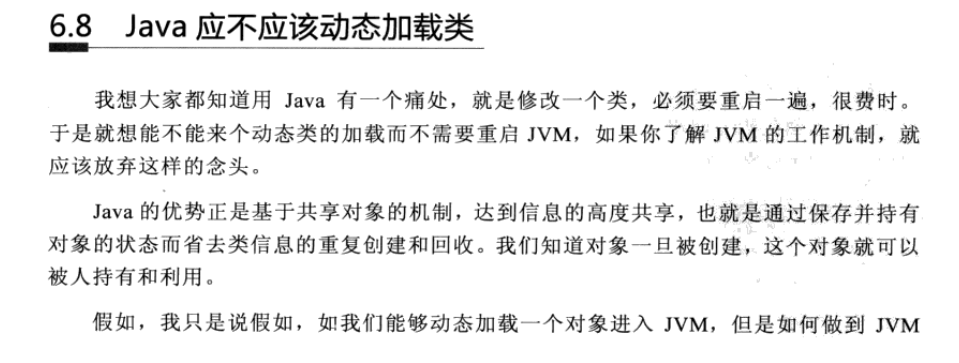 6.8 Java 应不应该动态加载类
我想大家都知道用 Java 有一个痛处，就是修改一个类，必须要重启一遍，很费时。
于是就想能不能来个动态类的加载而不需要重启 JVM，如果你了解 JVM 的工作机制，就
应该放弃这样的念头。
Java 的优势正是基于共享对象的机制，达到信息的高度共享，也就是通过保存并持有
对象的状态而省去类信息的重复创建和回收。我们知道对象一旦被创建，这个对象就可以
被人持有和利用。
假如，我只是说假如，如我们能够动态加载一个对象进入 JVM，但是如何做到 JVM